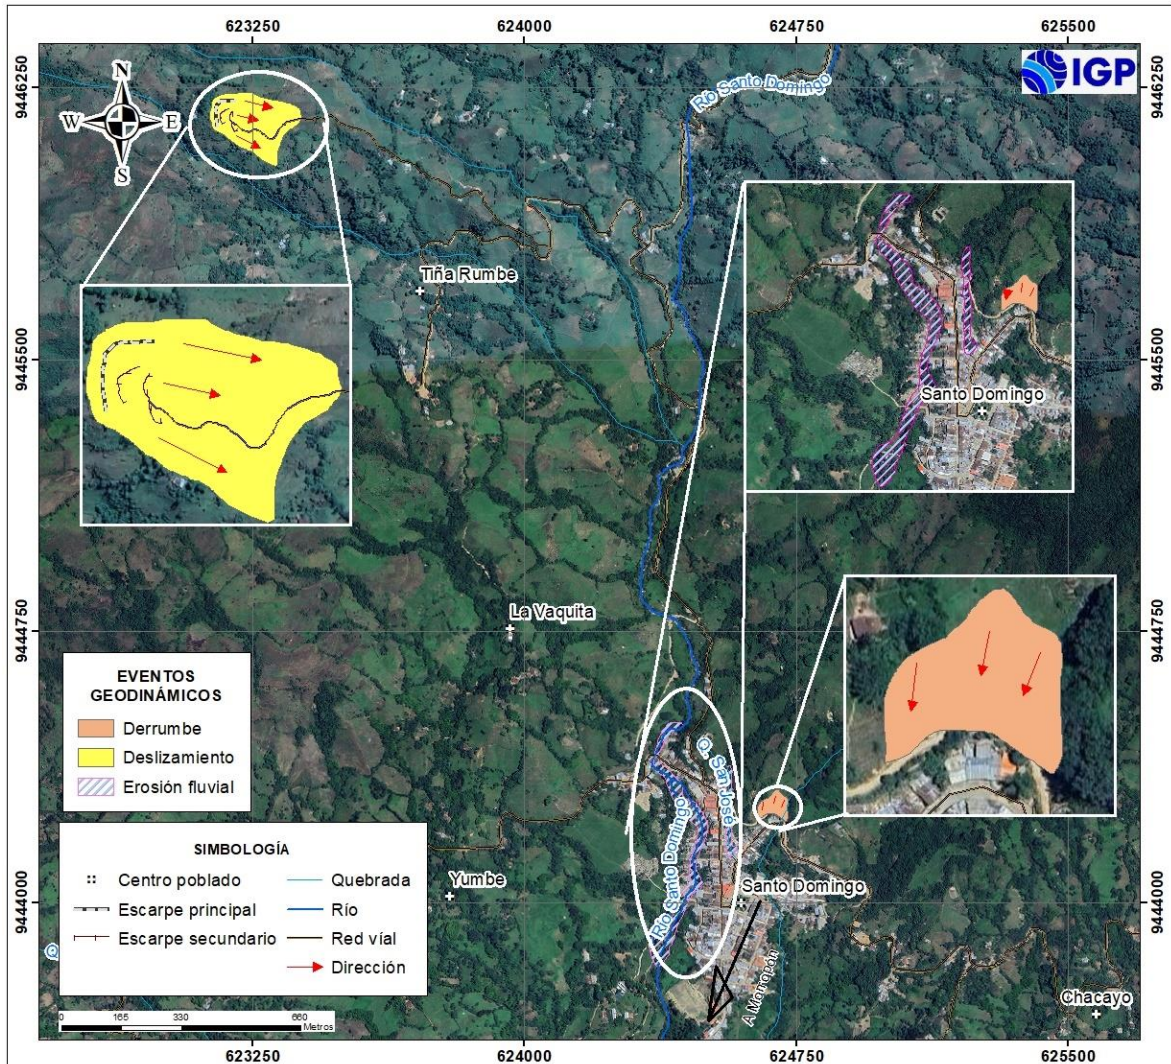 623250
624000
624750
625500
9446250
9445500
9444750
9444000
9446250
9445500
9444750
9444000
N
W
E
S
IGP
Río Santo Domingo
Tiña Rumbe
Santo Domingo
La Vaquita
Q. San José
Río Santo Domingo
Santo Domingo
Yumbe
Chacayo
Q
EVENTOS
GEODINÁMICOS
Derrumbe
Deslizamiento
Erosión fluvial
SIMBOLOGÍA
Centro poblado
Escarpe principal
Escarpe secundario
Quebrada
Río
Red víal
Dirección
0 165 330 660
Metros
623250
624000
624750
625500